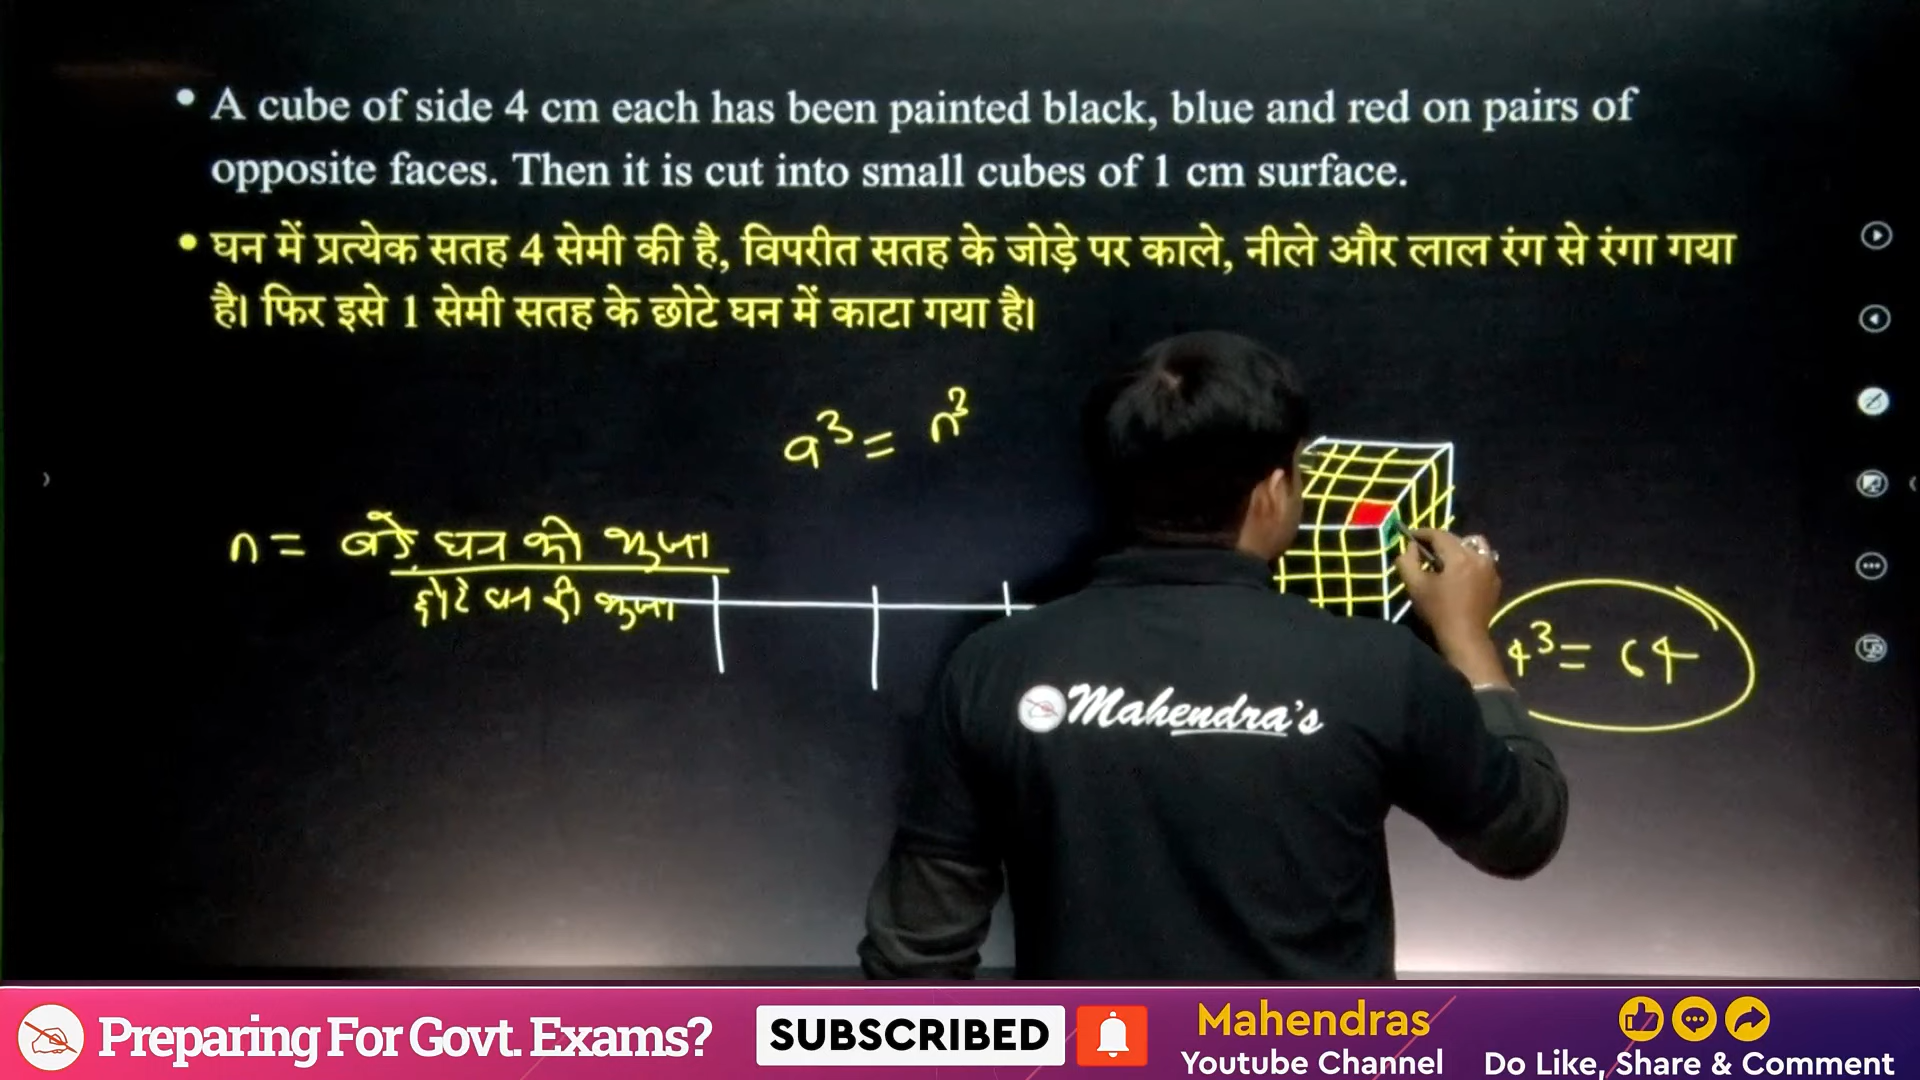 • A cube of side 4 cm each has been painted black, blue and red on pairs of
opposite faces. Then it is cut into small cubes of 1 cm surface.
• घन में प्रत्येक सतह 4 सेमी की है, विपरीत सतह के जोड़े पर काले, नीले और लाल रंग से रंगा गया
है। फिर इसे 1 सेमी सतह के छोटे घन में काटा गया है।
a³ = n³
n = बड़े घन की भुजा
छोटे घन की भुजा
4³ = 64
Mahendra's
Preparing For Govt. Exams?
SUBSCRIBED
Mahendras
Youtube Channel
Do Like, Share & Comment